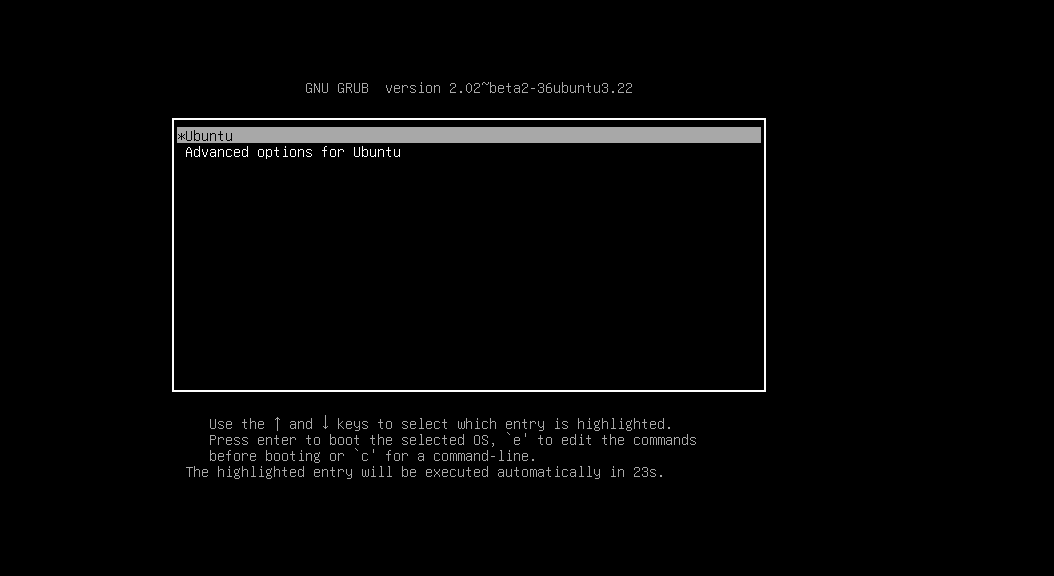 GNU GRUB  version 2.02~beta2-36ubuntu3.22
*Ubuntu
Advanced options for Ubuntu
Use the ↑ and ↓ keys to select which entry is highlighted.
Press enter to boot the selected OS, `e' to edit the commands
before booting or `c' for a command-line.
The highlighted entry will be executed automatically in 23s.